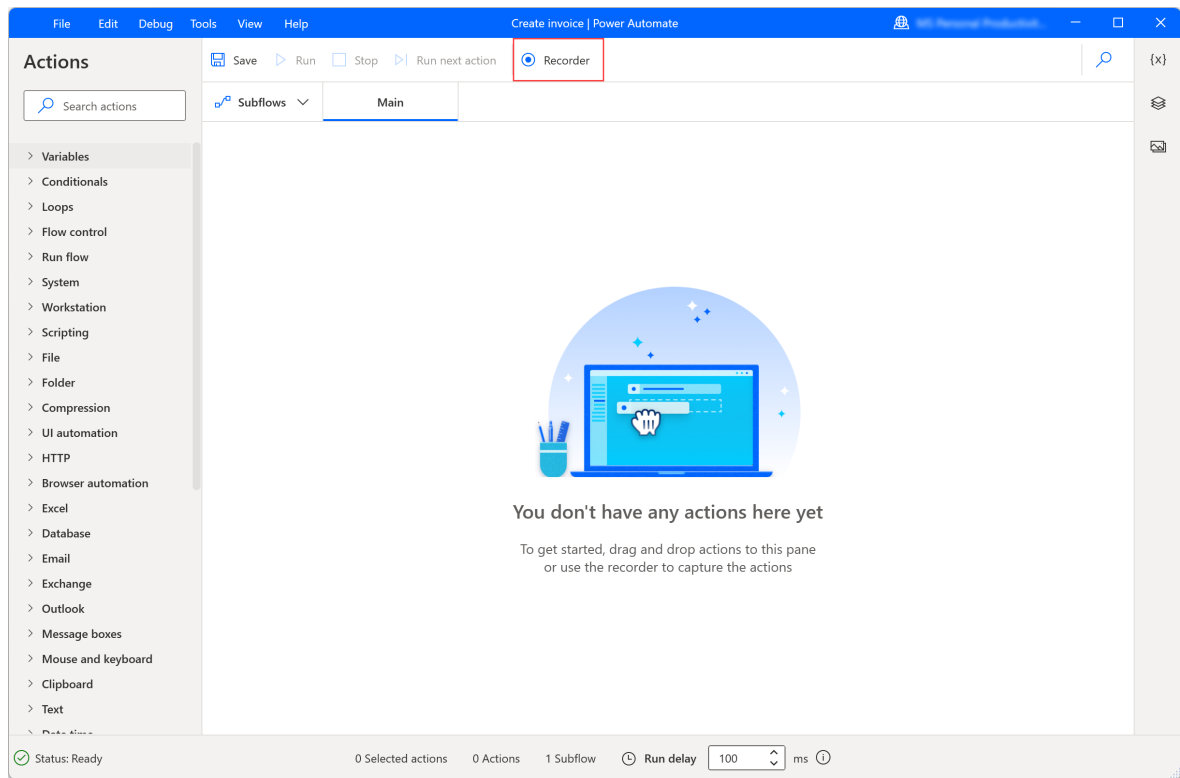 File Edit Debug Tools View Help Create invoice | Power Automate
Actions
Save Run Stop Run next action Recorder
{x}
Search actions
Subflows Main
Variables
Conditionals
Loops
Flow control
Run flow
System
Workstation
Scripting
File
Folder
Compression
UI automation
HTTP
Browser automation
Excel
Database
Email
Exchange
Outlook
Message boxes
Mouse and keyboard
Clipboard
Text
You don't have any actions here yet
To get started, drag and drop actions to this pane
or use the recorder to capture the actions
Status: Ready 0 Selected actions 0 Actions 1 Subflow Run delay 100 ms